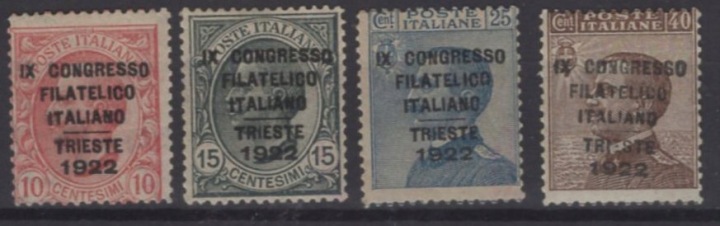 POSTE ITALIANE
IX CONGRESSO
FILATELICO
ITALIANO
TRIESTE
1922
10 CENTESIMI 10
POSTE ITALIANE
IX CONGRESSO
FILATELICO
ITALIANO
TRIESTE
1922
15 15
CENTESIMI
Cent POSTE 25
ITALIANE
IX CONGRESSO
FILATELICO
ITALIANO
TRIESTE
1922
Cent POSTE 40
ITALIANE
IX CONGRESSO
FILATELICO
ITALIANO
TRIESTE
1922